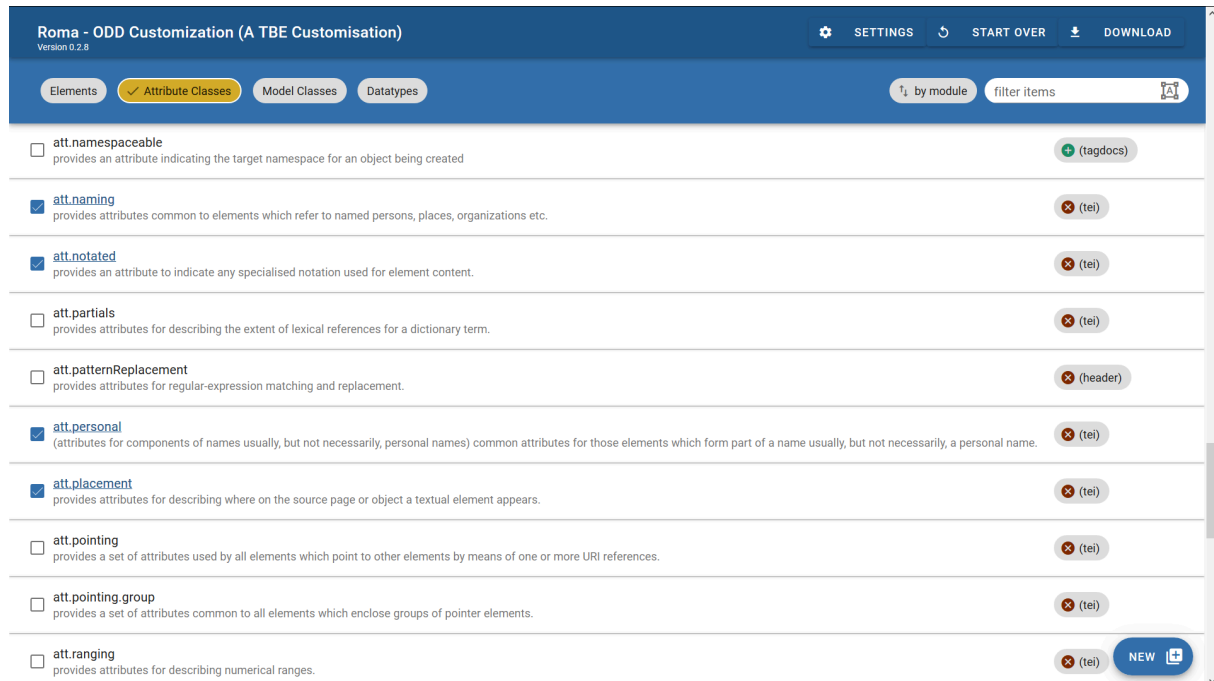 Roma - ODD Customization (A TBE Customisation)
Version 0.2.8
SETTINGS
START OVER
DOWNLOAD
Elements
Attribute Classes
Model Classes
Datatypes
by module
filter items
A
att.namespaceable
provides an attribute indicating the target namespace for an object being created
(tagdocs)
att.naming
provides attributes common to elements which refer to named persons, places, organizations etc.
(tei)
att.notated
provides an attribute to indicate any specialised notation used for element content.
(tei)
att.partials
provides attributes for describing the extent of lexical references for a dictionary term.
(tei)
att.patternReplacement
provides attributes for regular-expression matching and replacement.
(header)
att.personal
(attributes for components of names usually, but not necessarily, personal names) common attributes for those elements which form part of a name usually, but not necessarily, a personal name.
(tei)
att.placement
provides attributes for describing where on the source page or object a textual element appears.
(tei)
att.pointing
provides a set of attributes used by all elements which point to other elements by means of one or more URI references.
(tei)
att.pointing.group
provides a set of attributes common to all elements which enclose groups of pointer elements.
(tei)
att.ranging
provides attributes for describing numerical ranges.
(tei)
NEW